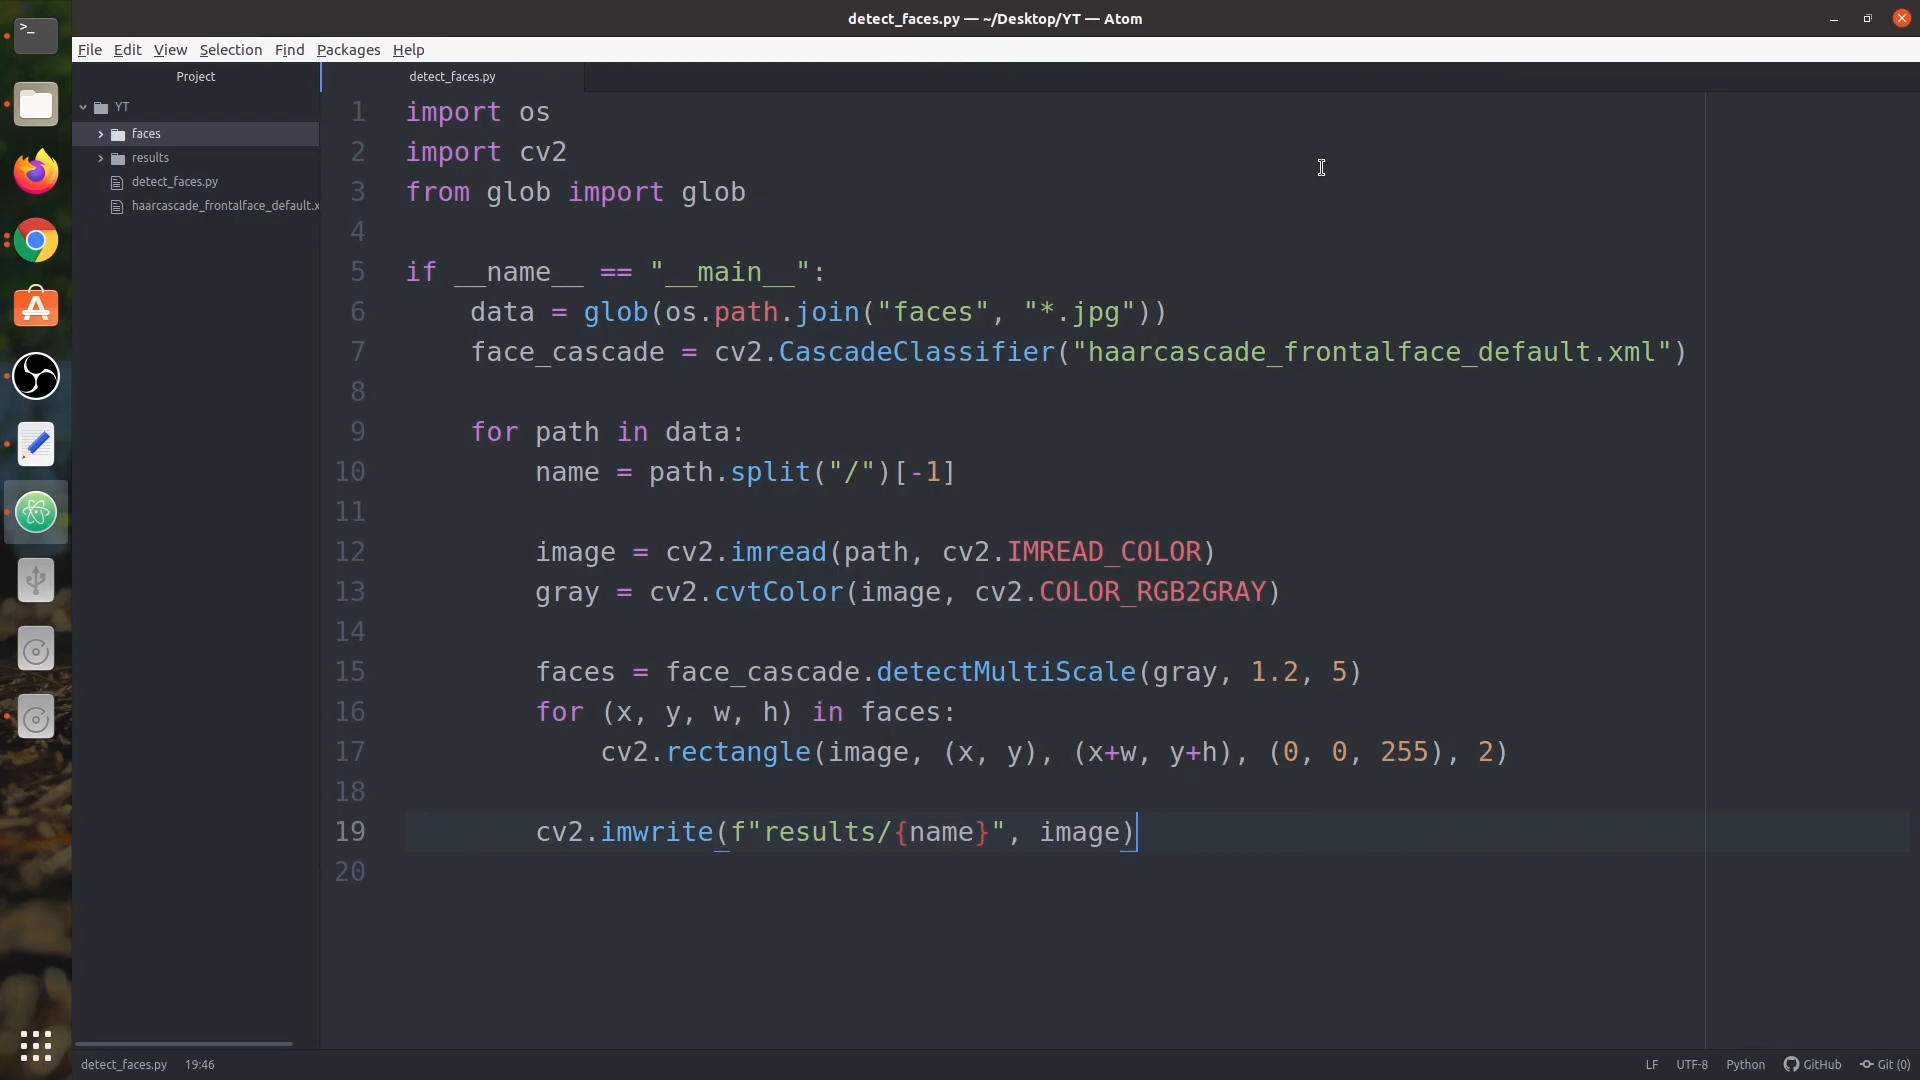 detect_faces.py — ~/Desktop/YT — Atom
File Edit View Selection Find Packages Help
Project
detect_faces.py
YT
faces
results
detect_faces.py
haarcascade_frontalface_default.x
1 import os
2 import cv2
3 from glob import glob
4
5 if __name__ == "__main__":
6 data = glob(os.path.join("faces", "*.jpg"))
7 face_cascade = cv2.CascadeClassifier("haarcascade_frontalface_default.xml")
8
9 for path in data:
10 name = path.split("/")[-1]
11
12 image = cv2.imread(path, cv2.IMREAD_COLOR)
13 gray = cv2.cvtColor(image, cv2.COLOR_RGB2GRAY)
14
15 faces = face_cascade.detectMultiScale(gray, 1.2, 5)
16 for (x, y, w, h) in faces:
17 cv2.rectangle(image, (x, y), (x+w, y+h), (0, 0, 255), 2)
18
19 cv2.imwrite(f"results/{name}", image)
20
detect_faces.py 19:46 LF UTF-8 Python GitHub Git (0)